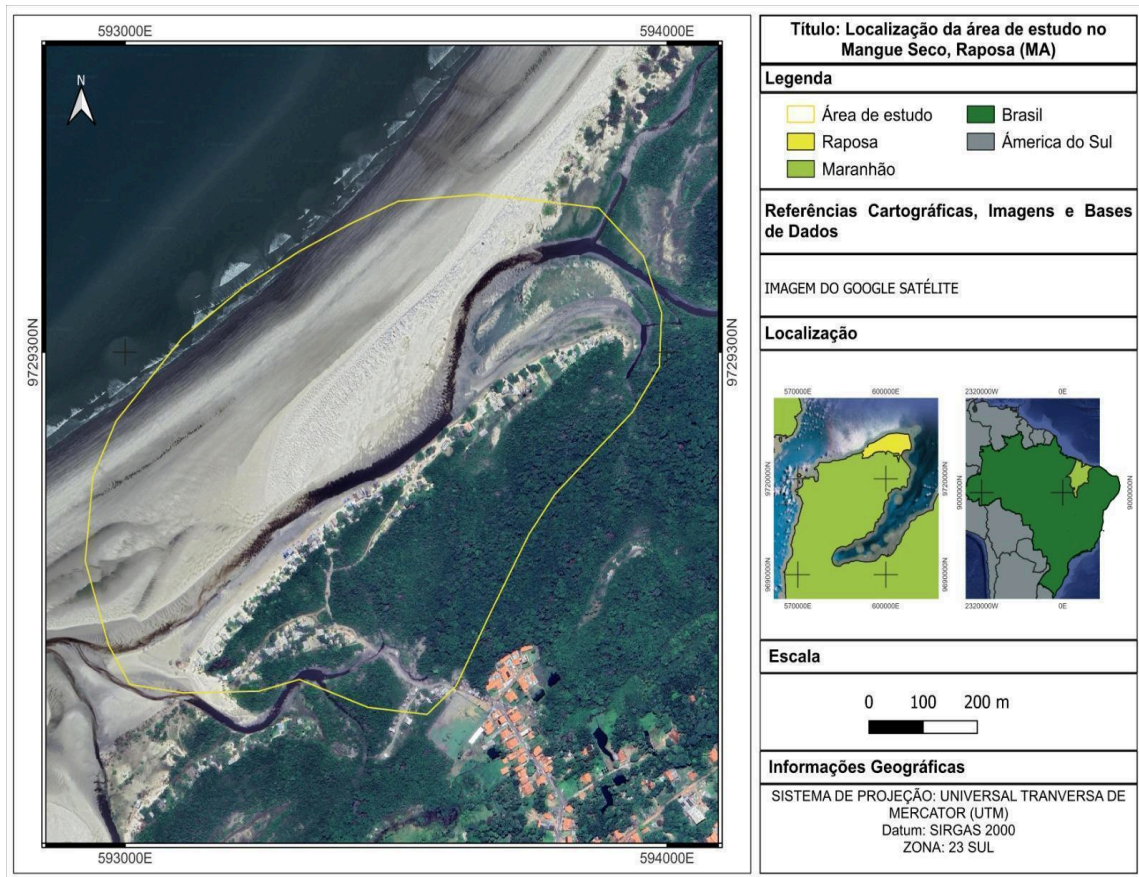 593000E
594000E
N
9729300N
9729300N
593000E
594000E
Título: Localização da área de estudo no
Mangue Seco, Raposa (MA)
Legenda
Área de estudo
Raposa
Maranhão
Brasil
Ámerica do Sul
Referências Cartográficas, Imagens e Bases
de Dados
IMAGEM DO GOOGLE SATÉLITE
Localização
570000E
600000E
9720000N
9690000N
9720000N
9690000N
570000E
600000E
2320000W
0E
9000000N
9000000N
2320000W
0E
Escala
0 100 200 m
Informações Geográficas
SISTEMA DE PROJEÇÃO: UNIVERSAL TRANVERSA DE
MERCATOR (UTM)
Datum: SIRGAS 2000
ZONA: 23 SUL